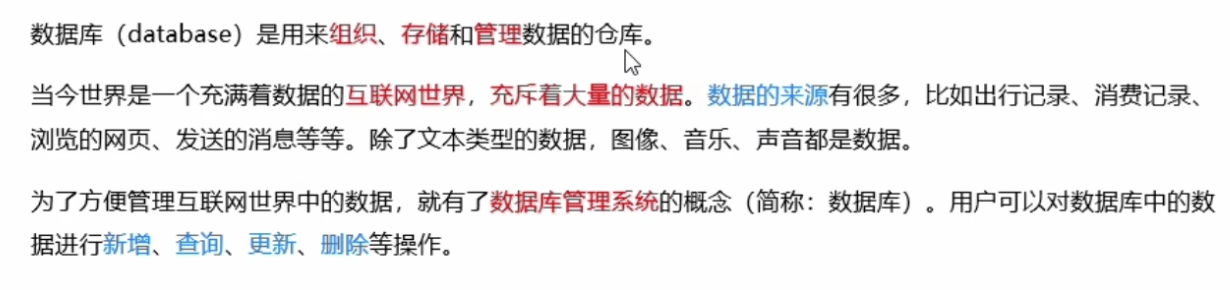 数据库（database）是用来组织、存储和管理数据的仓库。
当今世界是一个充满着数据的互联网世界，充斥着大量的数据。数据的来源有很多，比如出行记录、消费记录、
浏览的网页、发送的消息等等。除了文本类型的数据，图像、音乐、声音都是数据。
为了方便管理互联网世界中的数据，就有了数据库管理系统的概念（简称：数据库）。用户可以对数据库中的数
据进行新增、查询、更新、删除等操作。